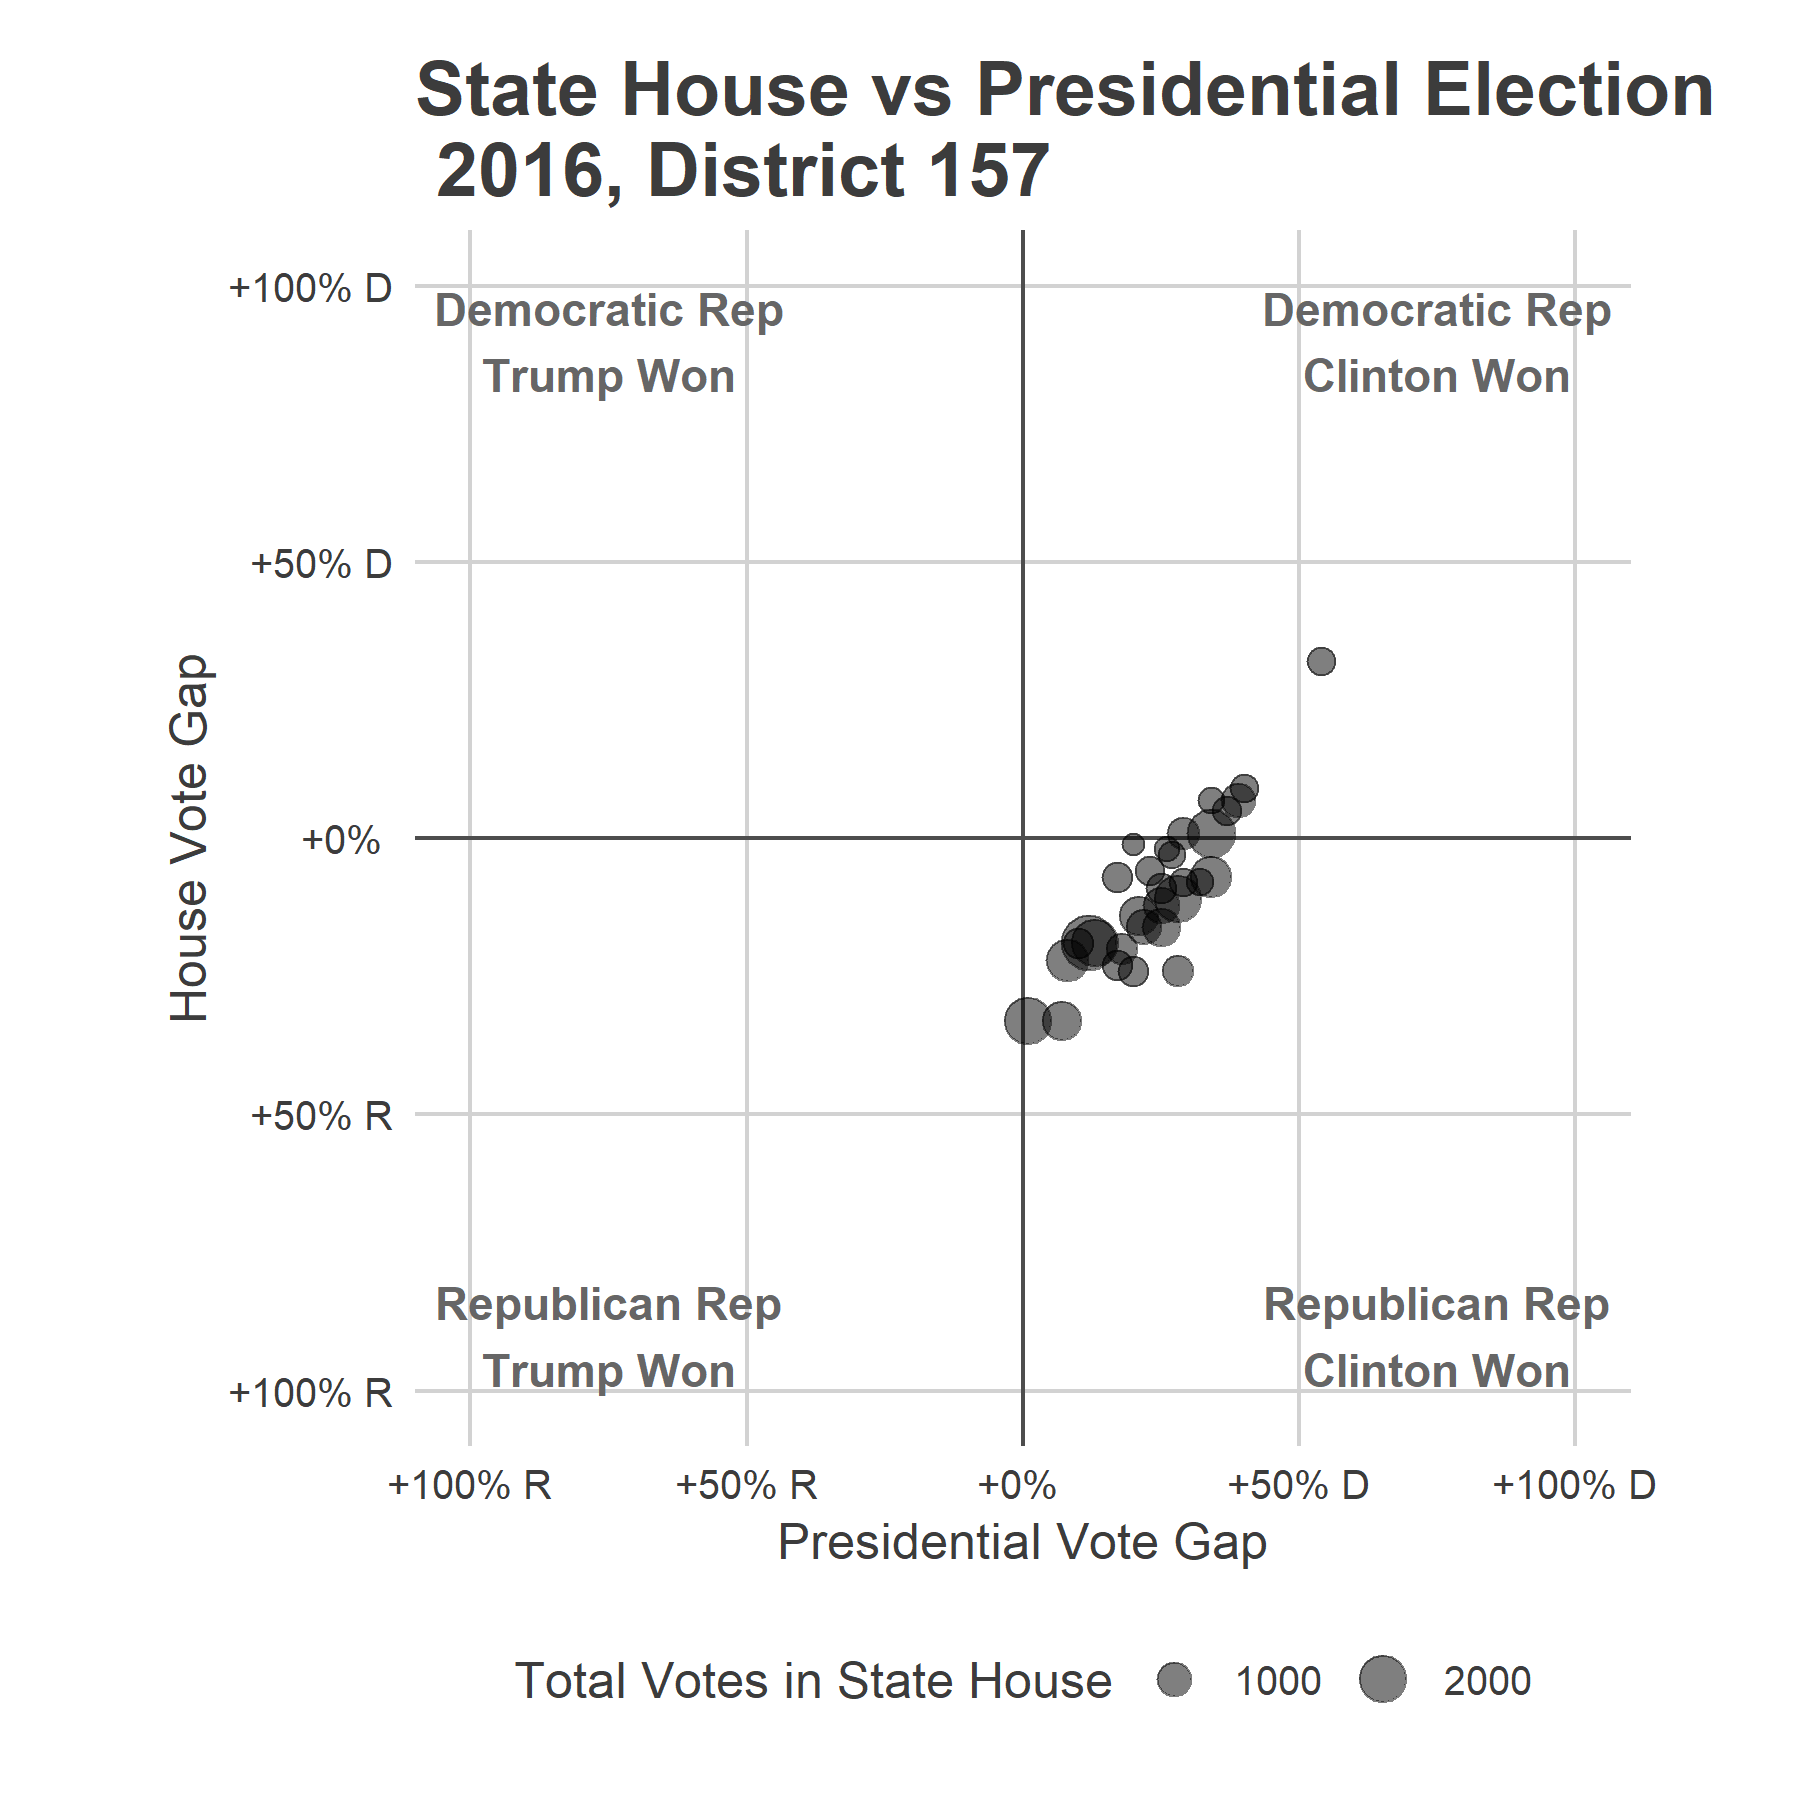 State House vs Presidential Election
2016, District 157
+100% D
Democratic Rep
Democratic Rep
Trump Won
Clinton Won
+50% D
House Vote Gap
+0%
+50% R
Republican Rep
Republican Rep
Trump Won
Clinton Won
+100% R
+100% R
+50% R
+0%
+50% D
+100% D
Presidential Vote Gap
Total Votes in State House
1000
2000